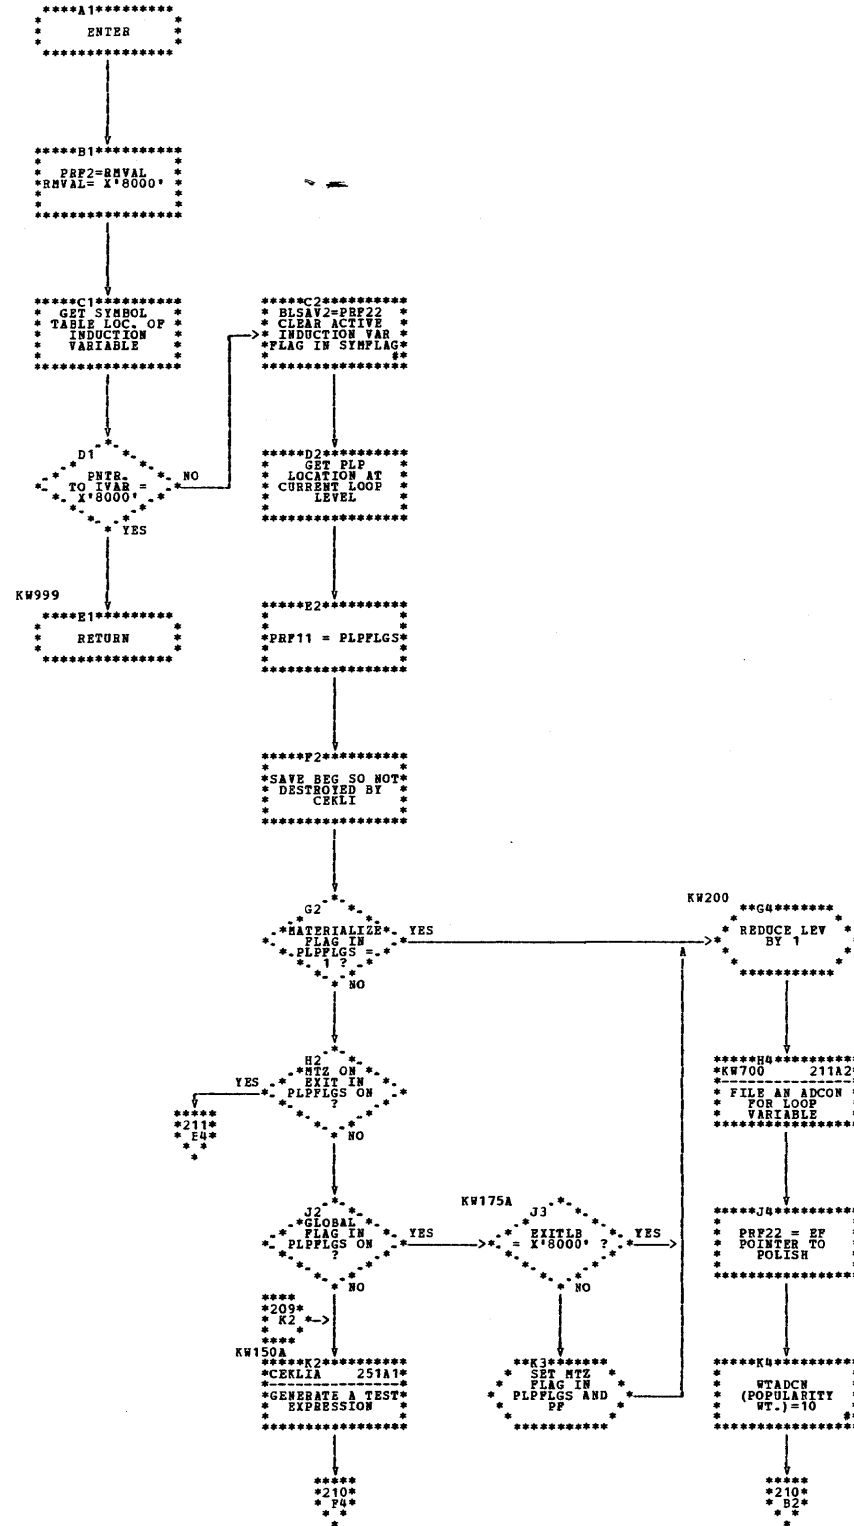 A1
ENTER
B1
PRF2=RMVAL
RMVAL= X'8000'
C1
GET SYMBOL
TABLE LOC. OF
INDUCTION
VARIABLE
C2
BLSAV2=PRF22
CLEAR ACTIVE
INDUCTION VAR
FLAG IN SYMFLAG
#
D1
PNTR.
TO IVAR =
X'8000'
NO
YES
D2
GET PLP
LOCATION AT
CURRENT LOOP
LEVEL
KW999
E1
RETURN
E2
PRF11 = PLPFLGS
F2
SAVE BEG SO NOT
DESTROYED BY
CEKLI
G2
MATERIALIZE
FLAG IN
PLPFLGS =
1 ?
YES
NO
KW200
G4
REDUCE LEV
BY 1
A
H2
MTZ ON
EXIT IN
PLPFLGS ON
?
YES
NO
211
E4
H4
KW700 211A2
FILE AN ADCON
FOR LOOP
VARIABLE
J2
GLOBAL
FLAG IN
PLPFLGS ON
?
YES
NO
KW175A
J3
EXITLB
= X'8000' ?
YES
NO
J4
PRF22 = EF
POINTER TO
POLISH
209
K2
KW150A
K2
CEKLIA 251A1
GENERATE A TEST
EXPRESSION
K3
SET MTZ
FLAG IN
PLPFLGS AND
PF
K4
WTADCN
(POPULARITY
WT.)=10
#
210
F4
210
B2